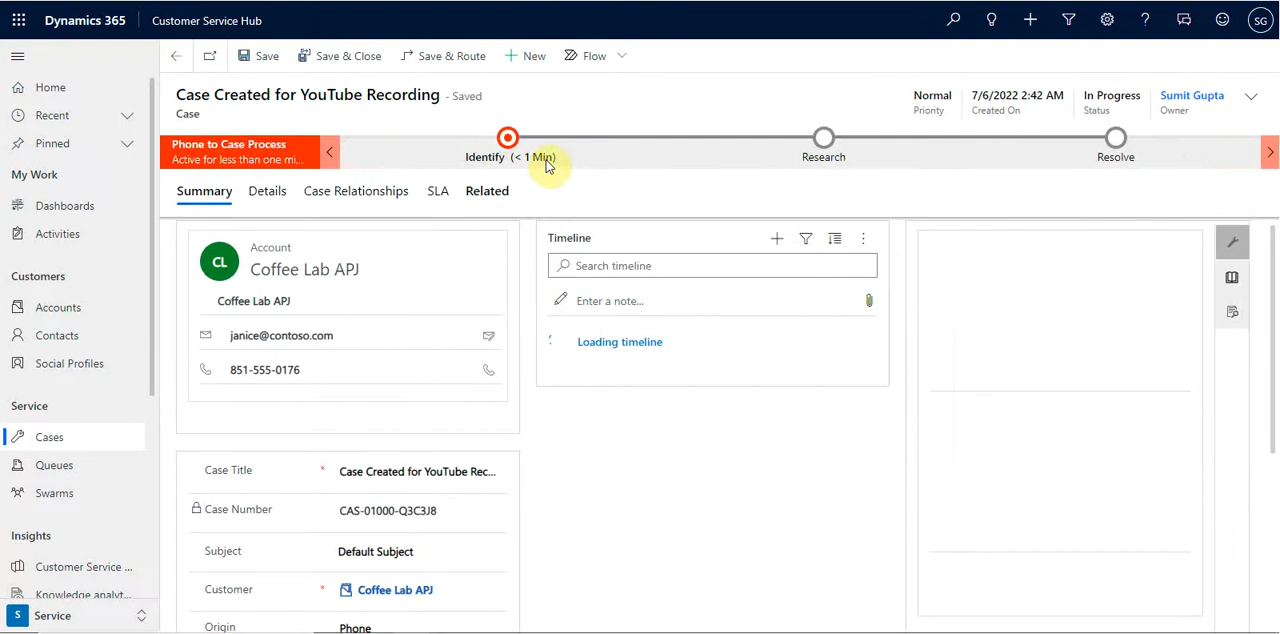 Dynamics 365
Customer Service Hub
SG
Save
Save & Close
Save & Route
New
Flow
Home
Recent
Pinned
My Work
Dashboards
Activities
Customers
Accounts
Contacts
Social Profiles
Service
Cases
Queues
Swarms
Insights
Customer Service ...
Knowledge analyt...
S Service
Case Created for YouTube Recording - Saved
Case
Normal
Priority
7/6/2022 2:42 AM
Created On
In Progress
Status
Sumit Gupta
Owner
Phone to Case Process
Active for less than one mi...
Identify (< 1 Min)
Research
Resolve
Summary Details Case Relationships SLA Related
CL
Account
Coffee Lab APJ
Coffee Lab APJ
janice@contoso.com
851-555-0176
Case Title * Case Created for YouTube Rec...
Case Number CAS-01000-Q3C3J8
Subject Default Subject
Customer * Coffee Lab APJ
Origin Phone
Timeline
Search timeline
Enter a note...
Loading timeline